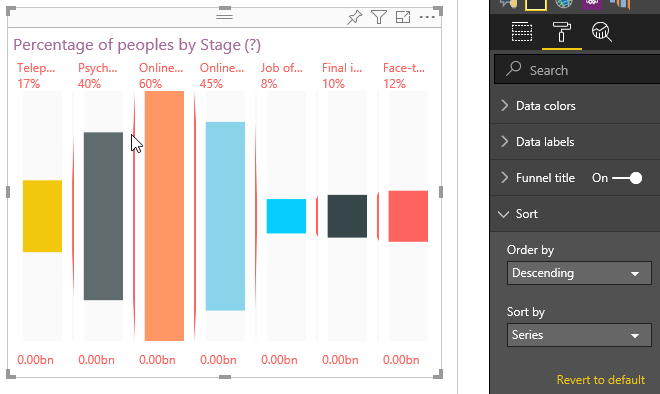 Percentage of peoples by Stage (?)
Telep... Psych... Online... Online... Job of... Final i... Face-t...
17% 40% 60% 45% 8% 10% 12%
0.00bn 0.00bn 0.00bn 0.00bn 0.00bn 0.00bn 0.00bn
Search
Data colors
Data labels
Funnel title On
Sort
Order by
Descending
Sort by
Series
Revert to default